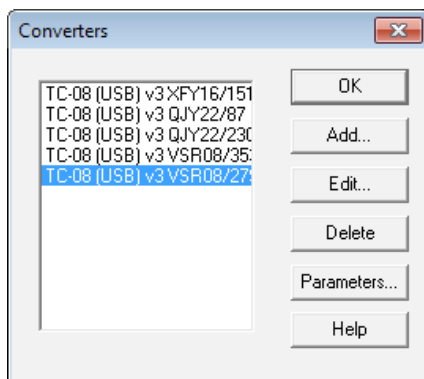 Converters
TC-08 (USB) v3 XFY16/151
TC-08 (USB) v3 QJY22/87
TC-08 (USB) v3 QJY22/230
TC-08 (USB) v3 VSR08/35
TC-08 (USB) v3 VSR08/27
OK
Add...
Edit...
Delete
Parameters...
Help